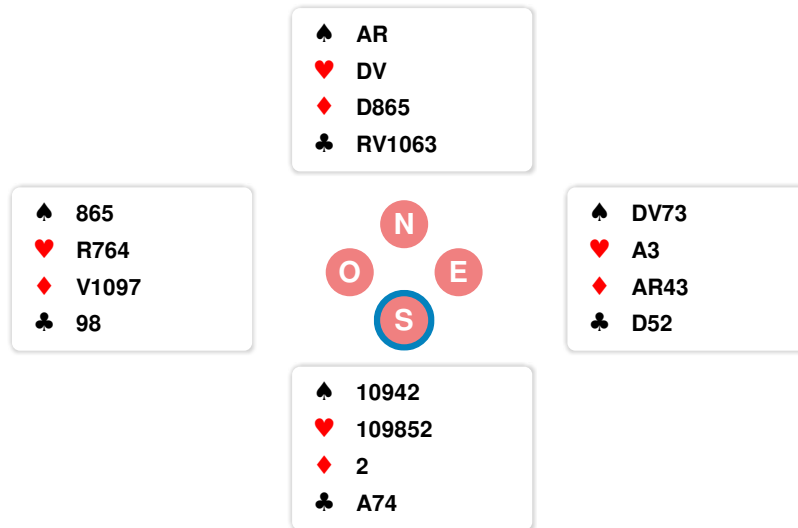 ♠ AR
♥ DV
♦ D865
♣ RV1063
♠ 865
♥ R764
♦ V1097
♣ 98
N
O E
S
♠ DV73
♥ A3
♦ AR43
♣ D52
♠ 10942
♥ 109852
♦ 2
♣ A74